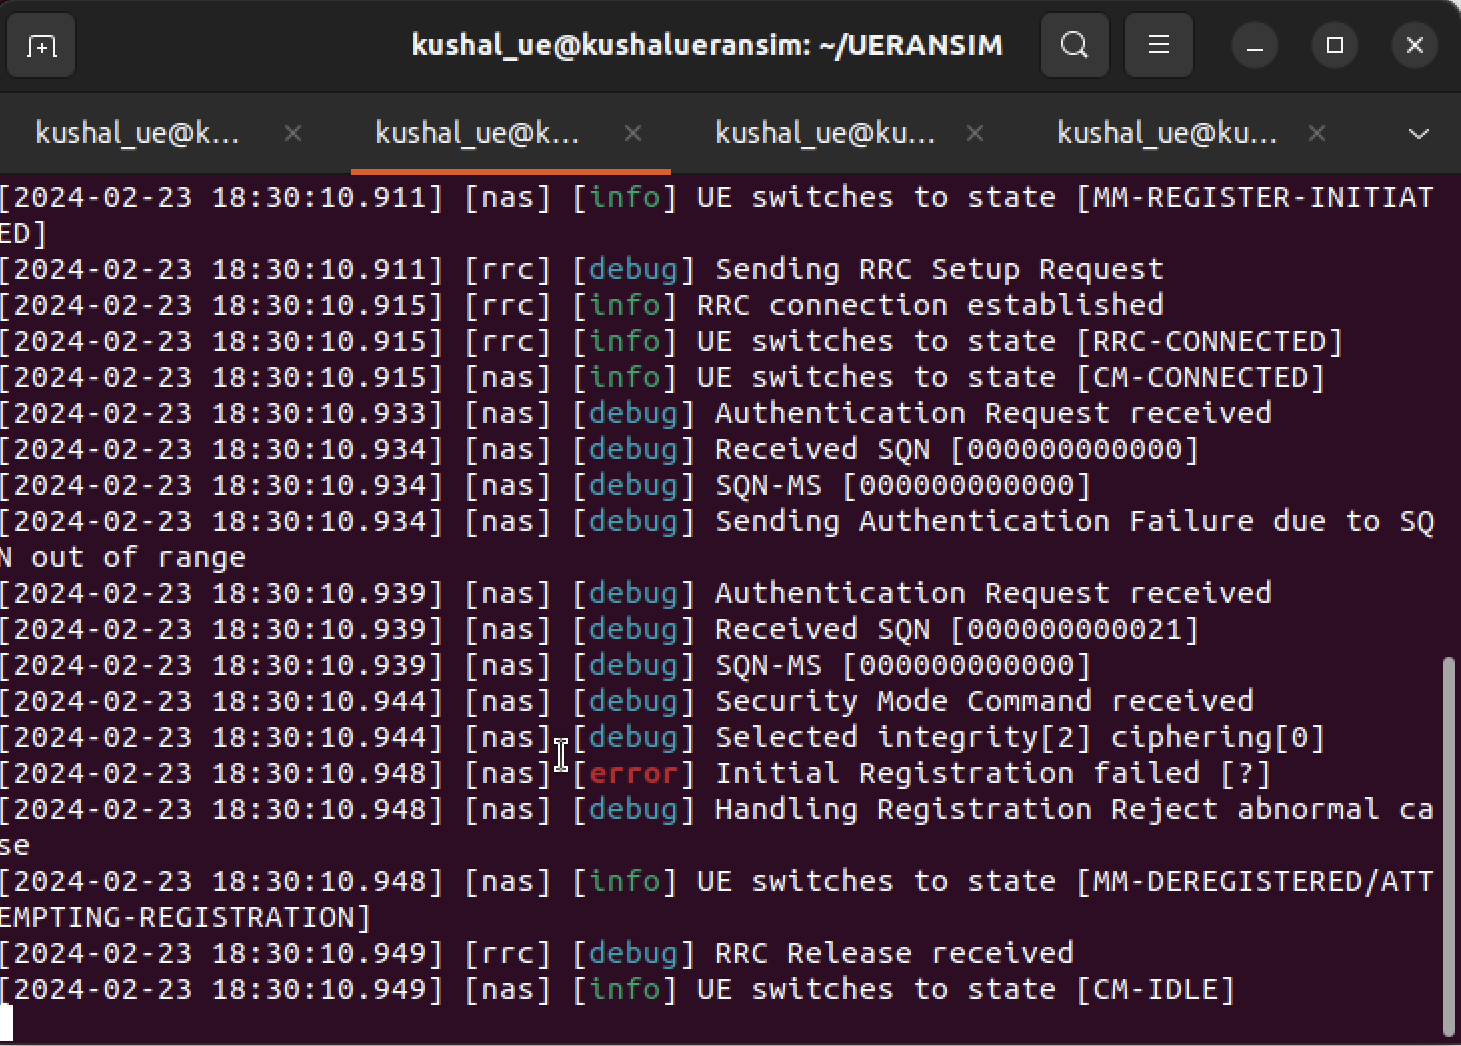 kushal_ue@kushalueransim: ~/UERANSIM
kushal_ue@k... kushal_ue@k... kushal_ue@ku... kushal_ue@ku...
[2024-02-23 18:30:10.911] [nas] [info] UE switches to state [MM-REGISTER-INITIAT
ED]
[2024-02-23 18:30:10.911] [rrc] [debug] Sending RRC Setup Request
[2024-02-23 18:30:10.915] [rrc] [info] RRC connection established
[2024-02-23 18:30:10.915] [rrc] [info] UE switches to state [RRC-CONNECTED]
[2024-02-23 18:30:10.915] [nas] [info] UE switches to state [CM-CONNECTED]
[2024-02-23 18:30:10.933] [nas] [debug] Authentication Request received
[2024-02-23 18:30:10.934] [nas] [debug] Received SQN [000000000000]
[2024-02-23 18:30:10.934] [nas] [debug] SQN-MS [000000000000]
[2024-02-23 18:30:10.934] [nas] [debug] Sending Authentication Failure due to SQ
N out of range
[2024-02-23 18:30:10.939] [nas] [debug] Authentication Request received
[2024-02-23 18:30:10.939] [nas] [debug] Received SQN [000000000021]
[2024-02-23 18:30:10.939] [nas] [debug] SQN-MS [000000000000]
[2024-02-23 18:30:10.944] [nas] [debug] Security Mode Command received
[2024-02-23 18:30:10.944] [nas] [debug] Selected integrity[2] ciphering[0]
[2024-02-23 18:30:10.948] [nas] [error] Initial Registration failed [?]
[2024-02-23 18:30:10.948] [nas] [debug] Handling Registration Reject abnormal ca
se
[2024-02-23 18:30:10.948] [nas] [info] UE switches to state [MM-DEREGISTERED/ATT
EMPTING-REGISTRATION]
[2024-02-23 18:30:10.949] [rrc] [debug] RRC Release received
[2024-02-23 18:30:10.949] [nas] [info] UE switches to state [CM-IDLE]